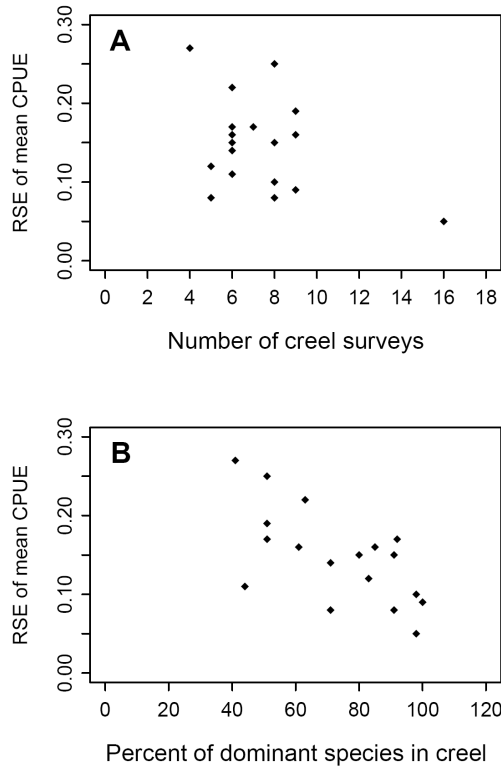 A
RSE of mean CPUE
0.30
0.20
0.10
0.00
0 2 4 6 8 10 12 14 16 18
Number of creel surveys
B
RSE of mean CPUE
0.30
0.20
0.10
0.00
0 20 40 60 80 100 120
Percent of dominant species in creel